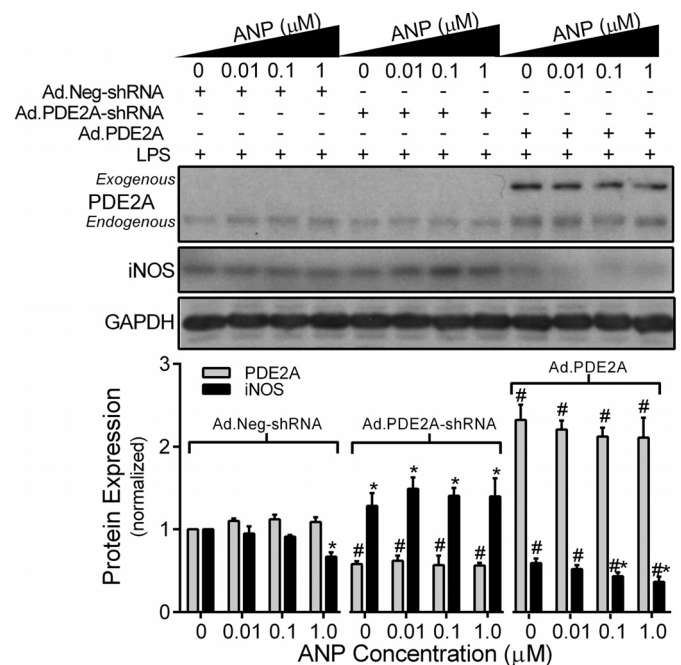 ANP (μM) ANP (μM) ANP (μM)
0 0.01 0.1 1 0 0.01 0.1 1 0 0.01 0.1 1
Ad.Neg-shRNA + + + + - - - - - - - -
Ad.PDE2A-shRNA - - - - + + + + - - - -
Ad.PDE2A - - - - - - - - + + + +
LPS + + + + + + + + + + + +
Exogenous
PDE2A
Endogenous
iNOS
GAPDH
3
2
1
0
Protein Expression
(normalized)
PDE2A
iNOS
Ad.Neg-shRNA
Ad.PDE2A-shRNA
Ad.PDE2A
# # # #
* * * *
*
# # # #
# # #* #*
0 0.01 0.1 1.0 0 0.01 0.1 1.0 0 0.01 0.1 1.0
ANP Concentration (μM)